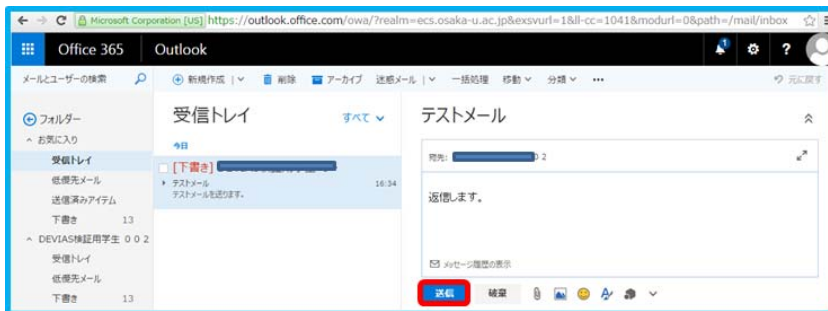 Microsoft Corporation [US] https://outlook.office.com/owa/?realm=ecs.osaka-u.ac.jp&exsvurl=1&ll-cc=1041&modurl=0&path=/mail/inbox
Office 365 Outlook ?
メールとユーザーの検索 新規作成 削除 アーカイブ 迷惑メール 一括処理 移動 分類 ••• 元に戻す
フォルダー
お気に入り
受信トレイ
低優先メール
送信済みアイテム
下書き 13
DEVIAS検証用学生 0 0 2
受信トレイ
低優先メール
下書き 13
受信トレイ すべて
今日
[下書き]
テストメール 16:34
テストメールを送ります。
テストメール
宛先: 0 2
返信します。
メッセージ履歴の表示
送信 破棄